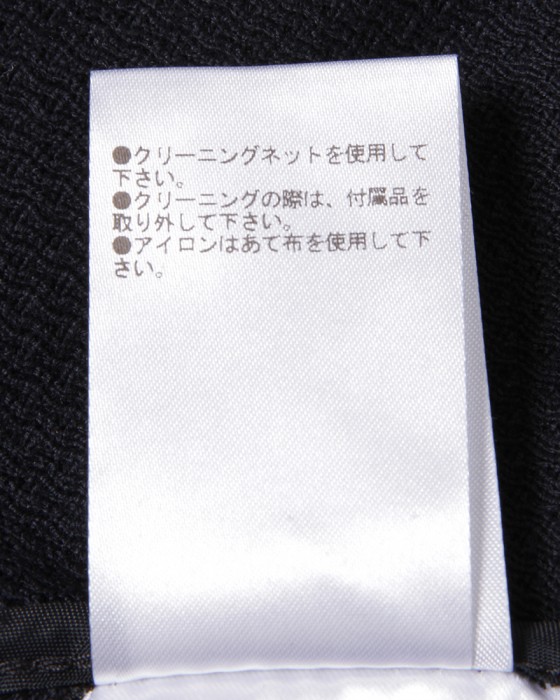 ●クリーニングネットを使用して
下さい。
●クリーニングの際は、付属品を
取り外して下さい。
●アイロンはあて布を使用して下
さい。